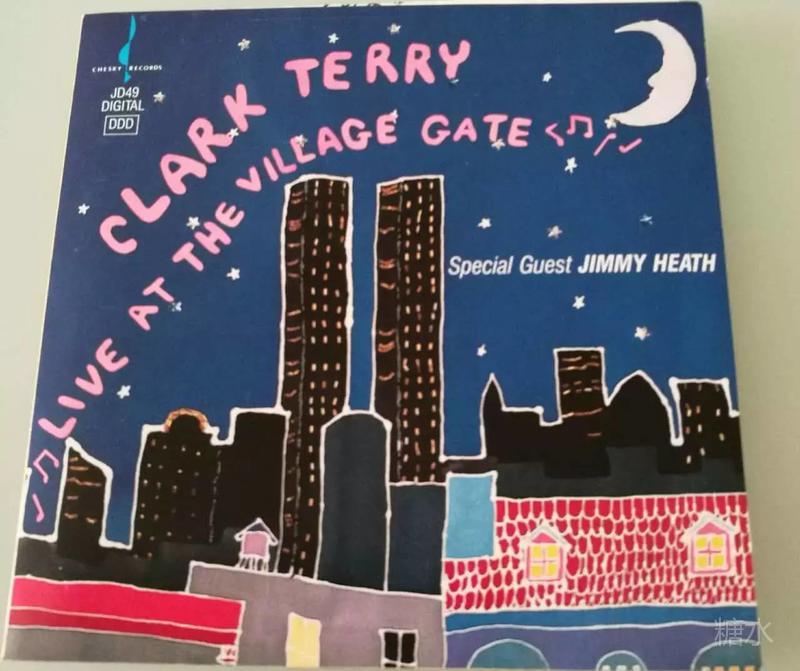 CHESKY RECORDS
JD49
DIGITAL
DDD
CLARK TERRY
LIVE AT THE VILLAGE GATE
Special Guest JIMMY HEATH
糖水